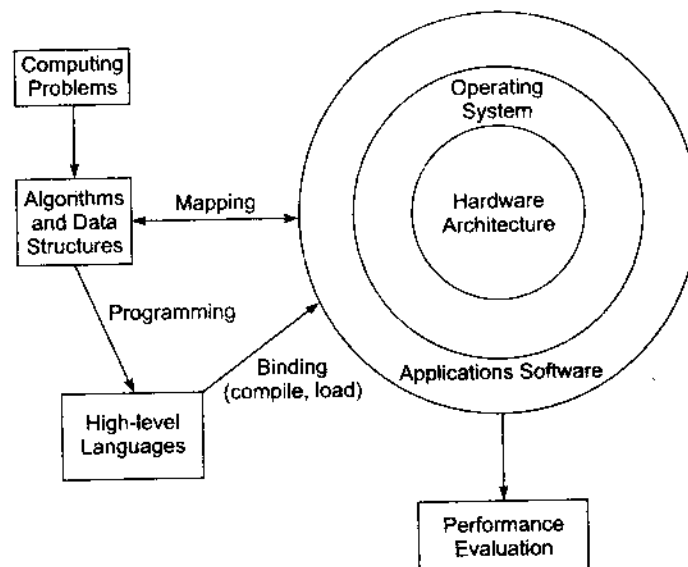 Computing
Problems
Algorithms
and Data
Structures
Mapping
Programming
High-level
Languages
Binding
(compile, load)
Operating
System
Hardware
Architecture
Applications Software
Performance
Evaluation